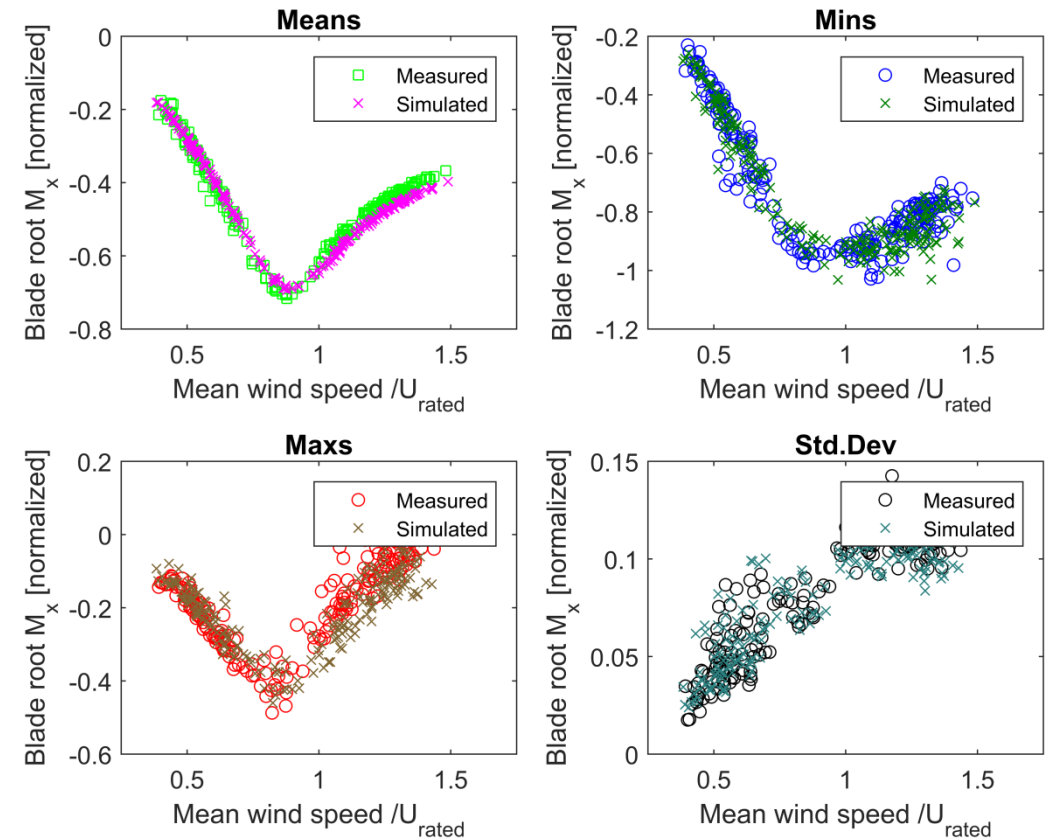 Means
0
-0.2
-0.4
-0.6
-0.8
0.5 1 1.5
Blade root M_x [normalized]
Mean wind speed /U_rated
Measured
Simulated
Mins
-0.2
-0.4
-0.6
-0.8
-1
-1.2
0.5 1 1.5
Blade root M_x [normalized]
Mean wind speed /U_rated
Measured
Simulated
Maxs
0.2
0
-0.2
-0.4
-0.6
0.5 1 1.5
Blade root M_x [normalized]
Mean wind speed /U_rated
Measured
Simulated
Std.Dev
0.15
0.1
0.05
0
0.5 1 1.5
Blade root M_x [normalized]
Mean wind speed /U_rated
Measured
Simulated